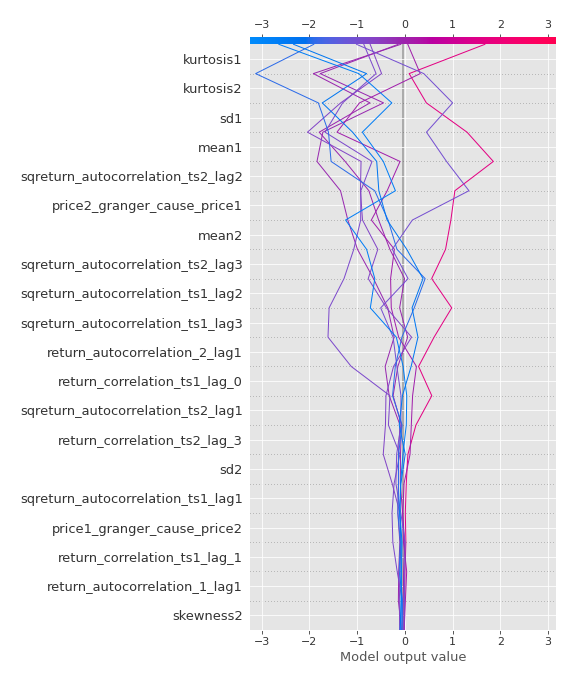 −3 −2 −1 0 1 2 3
kurtosis1
kurtosis2
sd1
mean1
sqreturn_autocorrelation_ts2_lag2
price2_granger_cause_price1
mean2
sqreturn_autocorrelation_ts2_lag3
sqreturn_autocorrelation_ts1_lag2
sqreturn_autocorrelation_ts1_lag3
return_autocorrelation_2_lag1
return_correlation_ts1_lag_0
sqreturn_autocorrelation_ts2_lag1
return_correlation_ts2_lag_3
sd2
sqreturn_autocorrelation_ts1_lag1
price1_granger_cause_price2
return_correlation_ts1_lag_1
return_autocorrelation_1_lag1
skewness2
−3 −2 −1 0 1 2 3
Model output value